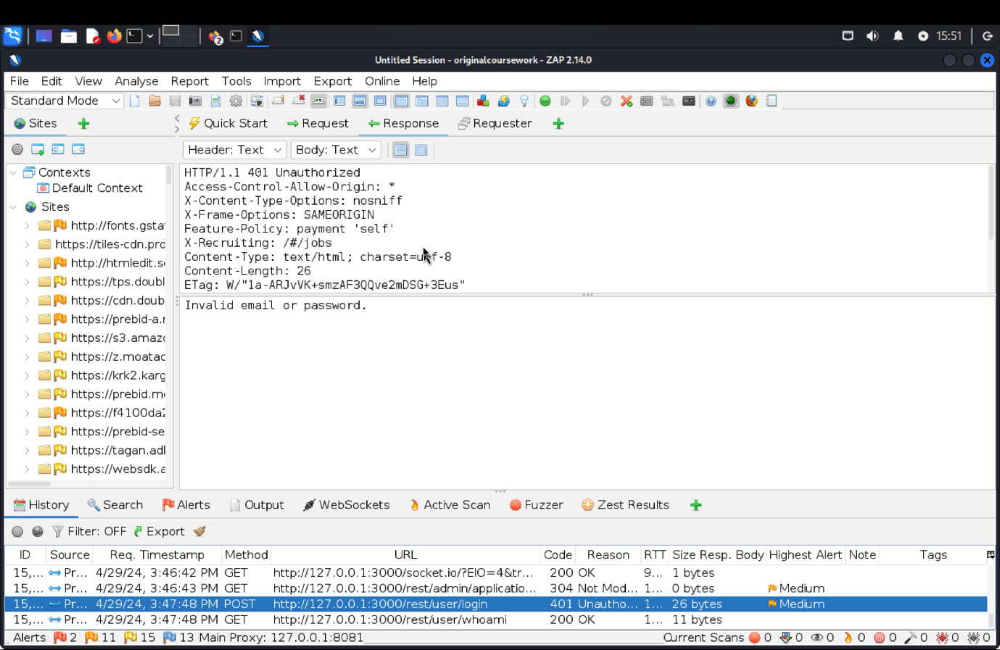 15:51
Untitled Session - originalcoursework - ZAP 2.14.0
File Edit View Analyse Report Tools Import Export Online Help
Standard Mode
Sites Quick Start Request Response Requester
Header: Text Body: Text
Contexts
Default Context
Sites
http://fonts.gsta
https://tiles-cdn.pro
http://htmledit.s
https://tps.doubl
https://cdn.doub
https://prebid-a.
https://s3.amaz
https://z.moatad
https://krk2.karg
https://prebid.m
https://f4100da2
https://prebid-se
https://tagan.adl
https://websdk.a
HTTP/1.1 401 Unauthorized
Access-Control-Allow-Origin: *
X-Content-Type-Options: nosniff
X-Frame-Options: SAMEORIGIN
Feature-Policy: payment 'self'
X-Recruiting: /#/jobs
Content-Type: text/html; charset=utf-8
Content-Length: 26
ETag: W/"1a-ARJvVK+smzAF3QQve2mDSG+3Eus"
Invalid email or password.
History Search Alerts Output WebSockets Active Scan Fuzzer Zest Results
Filter: OFF Export
ID Source Req. Timestamp Method URL Code Reason RTT Size Resp. Body Highest Alert Note Tags
15,... Pr... 4/29/24, 3:46:42 PM GET http://127.0.0.1:3000/socket.io/?EIO=4&tr... 200 OK 9... 1 bytes
15,... Pr... 4/29/24, 3:46:43 PM GET http://127.0.0.1:3000/rest/admin/applicatio... 304 Not Mod... 1... 0 bytes Medium
15,... Pr... 4/29/24, 3:47:48 PM POST http://127.0.0.1:3000/rest/user/login 401 Unautho... 1... 26 bytes Medium
15,... Pr... 4/29/24, 3:47:48 PM GET http://127.0.0.1:3000/rest/user/whoami 200 OK 1... 11 bytes
Alerts 2 11 15 13 Main Proxy: 127.0.0.1:8081 Current Scans 0 0 0 0 0 0 0 0